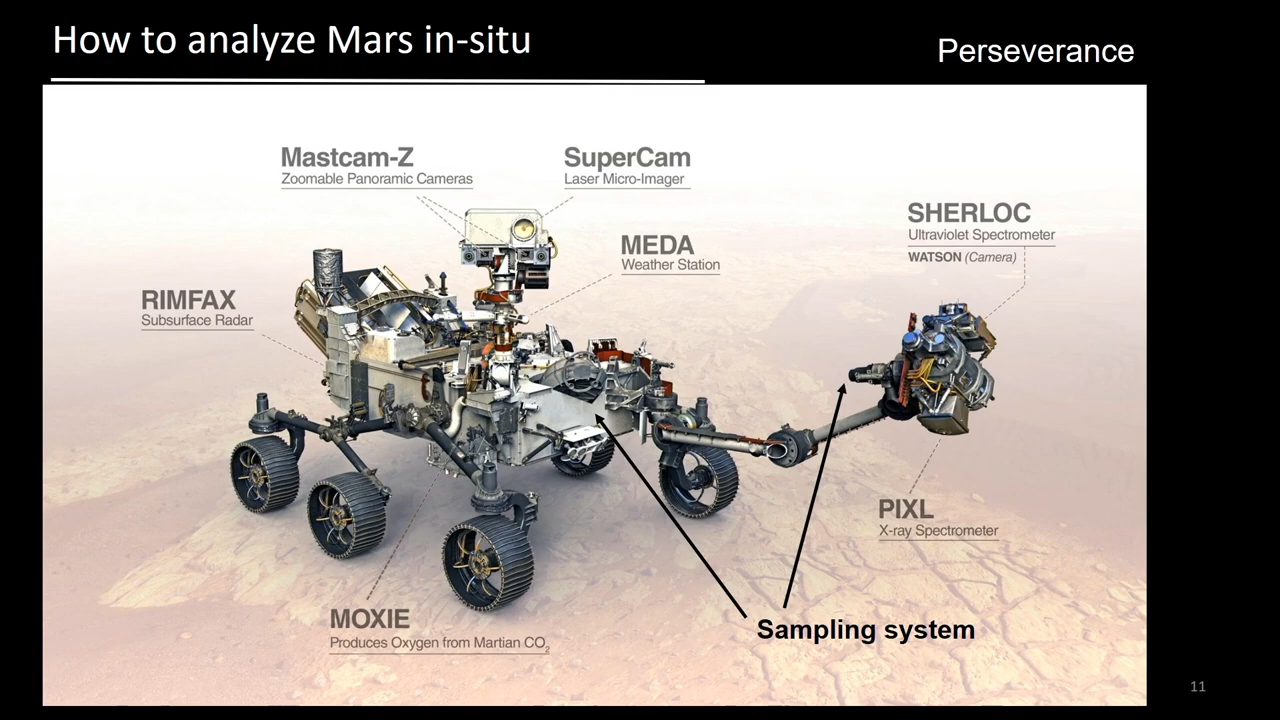 How to analyze Mars in-situ
Perseverance
Mastcam-Z
Zoomable Panoramic Cameras
SuperCam
Laser Micro-Imager
SHERLOC
Ultraviolet Spectrometer
WATSON (Camera)
MEDA
Weather Station
RIMFAX
Subsurface Radar
PIXL
X-ray Spectrometer
MOXIE
Produces Oxygen from Martian CO₂
Sampling system
11